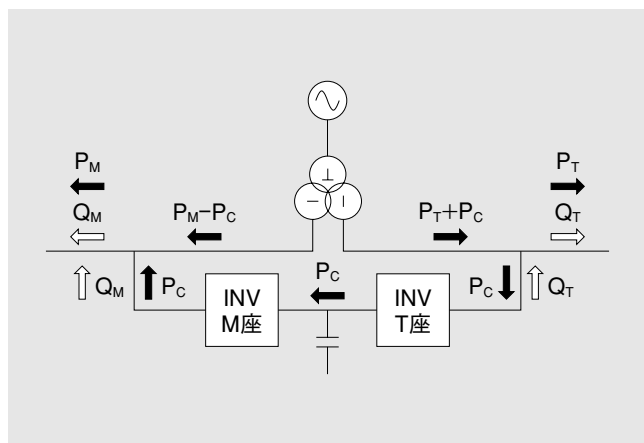 P_M
P_T
Q_M
P_M−P_C
P_T+P_C
Q_T
P_C
Q_M
P_C
INV
M座
INV
T座
P_C
Q_T